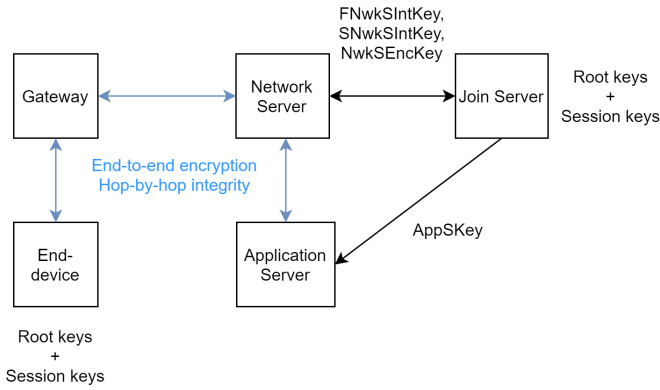 FNwkSIntKey,
SNwkSIntKey,
NwkSEncKey
Gateway
Network
Server
Join Server
Root keys
+
Session keys
End-to-end encryption
Hop-by-hop integrity
AppSKey
End-
device
Application
Server
Root keys
+
Session keys